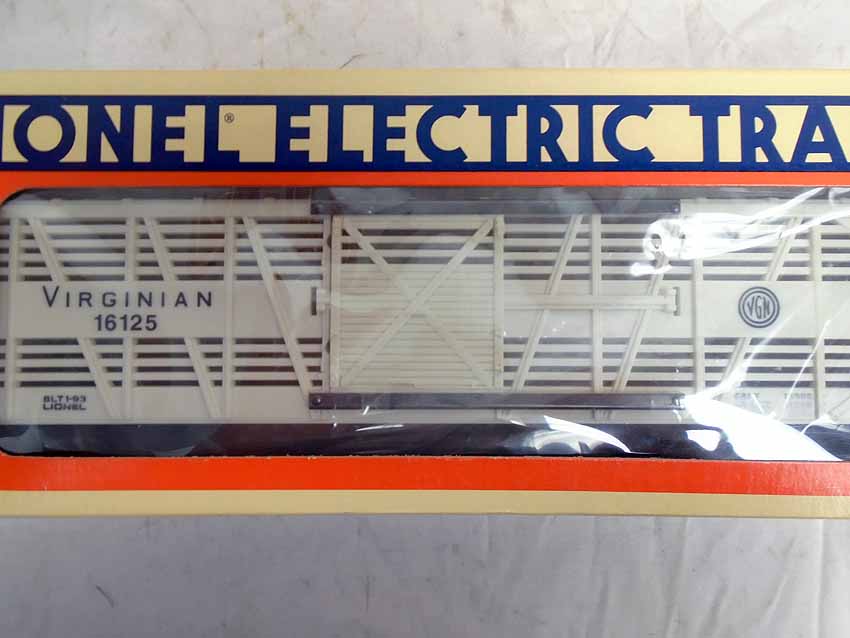 IONEL® ELECTRIC TRA
VIRGINIAN
16125
VGN
BLT 1-93
LIONEL